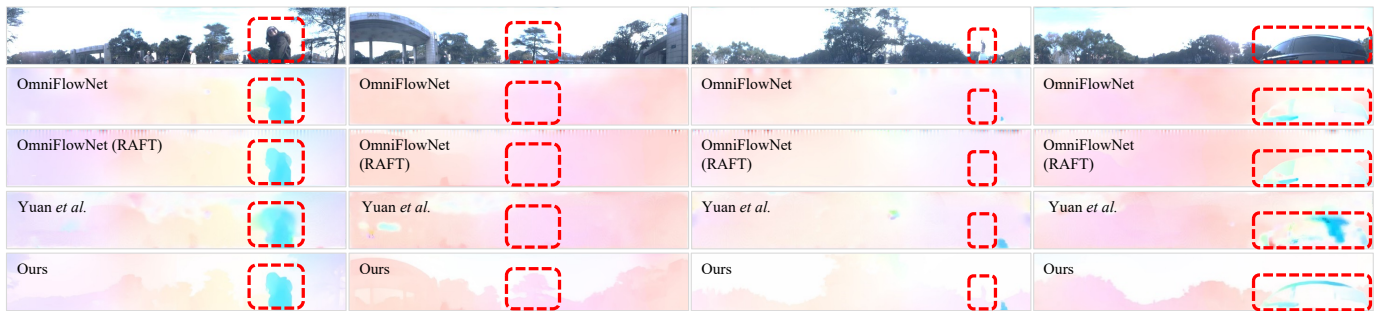 OmniFlowNet
OmniFlowNet
OmniFlowNet
OmniFlowNet
OmniFlowNet (RAFT)
OmniFlowNet
(RAFT)
OmniFlowNet
(RAFT)
OmniFlowNet
(RAFT)
Yuan et al.
Yuan et al.
Yuan et al.
Yuan et al.
Ours
Ours
Ours
Ours